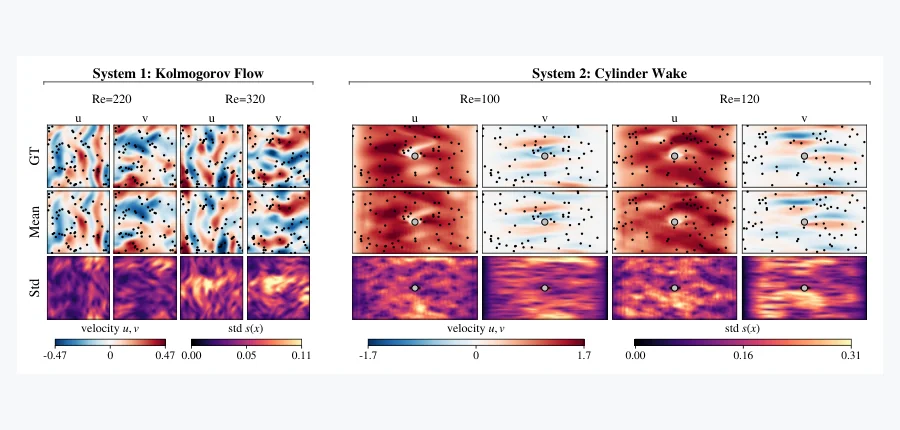 System 1: Kolmogorov Flow
System 2: Cylinder Wake
Re=220
Re=320
Re=100
Re=120
u
v
u
v
u
v
u
v
GT
Mean
Std
velocity u, v
std s(x)
velocity u, v
std s(x)
-0.47
0
0.47
0.00
0.05
0.11
-1.7
0
1.7
0.00
0.16
0.31